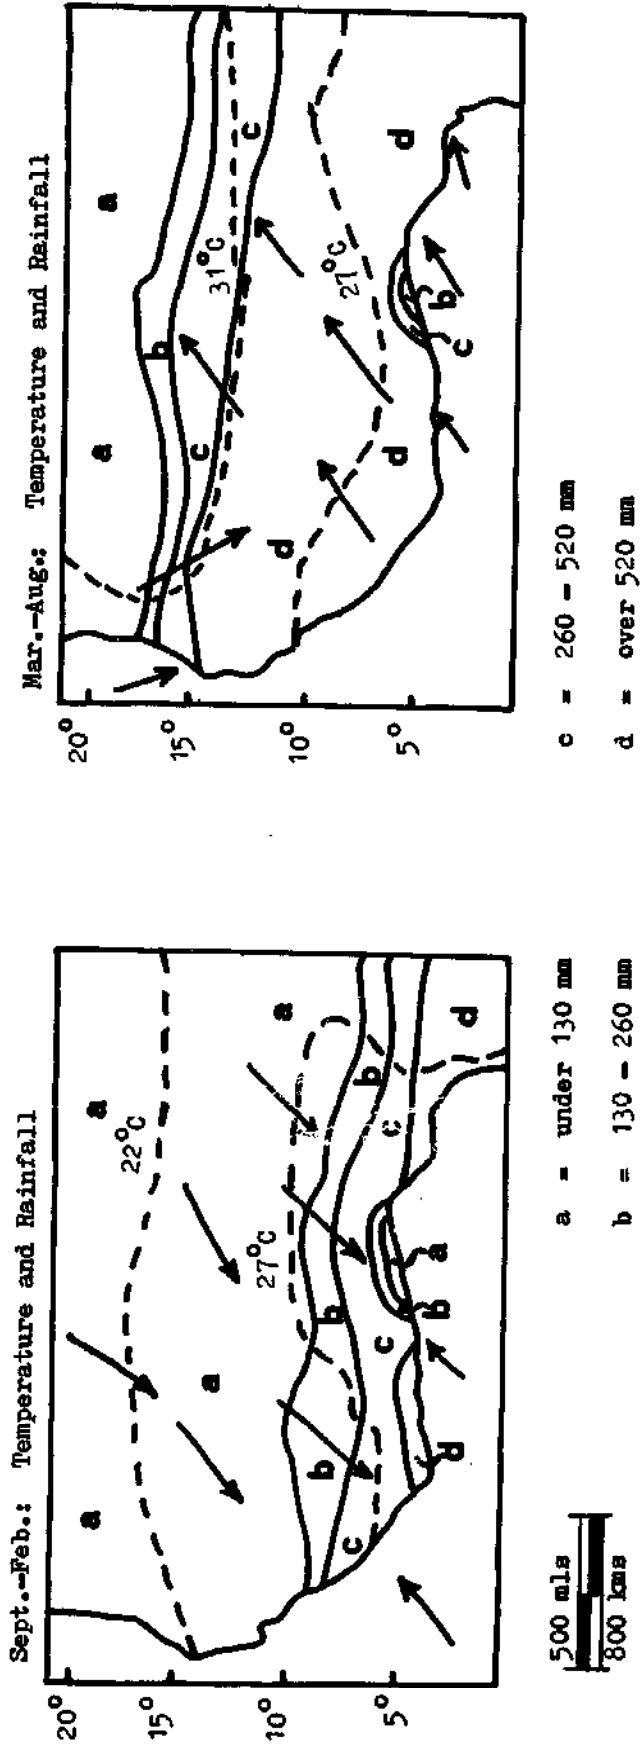 Sept.-Feb.: Temperature and Rainfall
20°
a
a
22°C
15°
a
27°C
a
10°
b
b
c
b
c
c
5°
a
b
d
d
Mar.-Aug.: Temperature and Rainfall
20°
a
a
b
15°
c
31°C
c
10°
d
27°C
d
d
5°
b
c
500 mls
800 kms
a = under 130 mm
b = 130 - 260 mm
c = 260 - 520 mm
d = over 520 mm